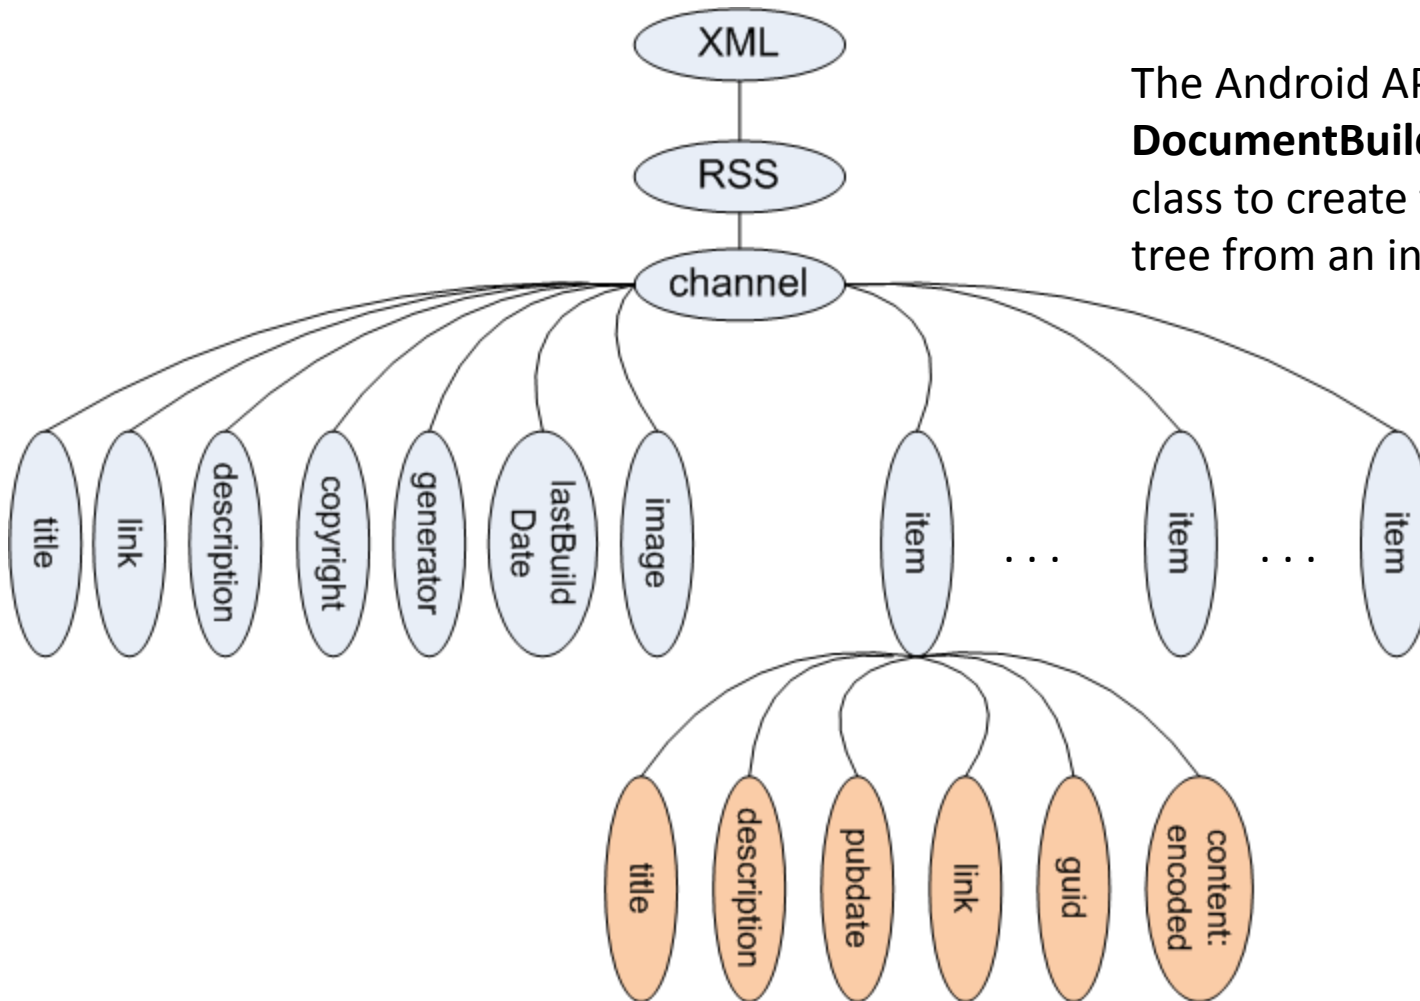 XML
The Android AP
DocumentBuild
class to create
tree from an in
RSS
channel
title
link
description
copyright
generator
lastBuild
Date
image
item
. . .
item
. . .
item
title
description
pubdate
link
guid
content:
encoded